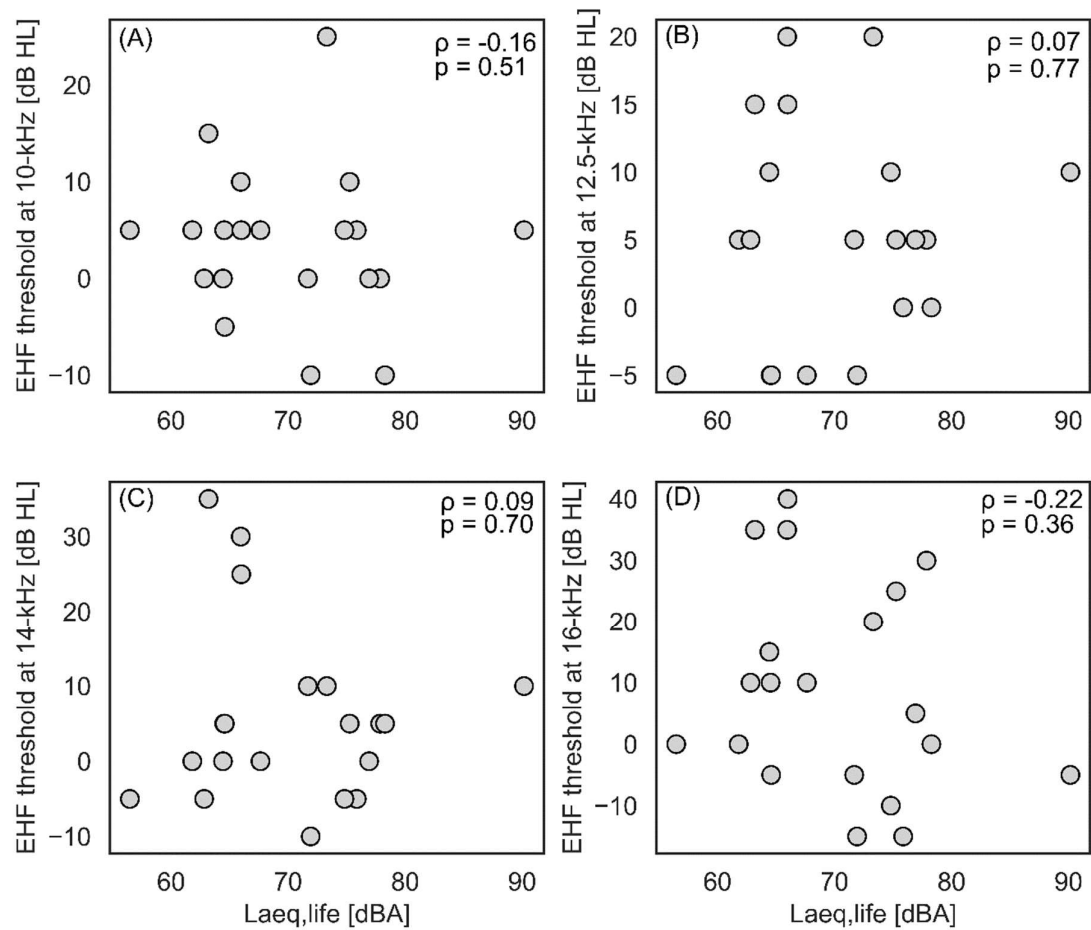 (A)
ρ = -0.16
p = 0.51
EHF threshold at 10-kHz [dB HL]
20
10
0
−10
60 70 80 90
(B)
ρ = 0.07
p = 0.77
EHF threshold at 12.5-kHz [dB HL]
20
15
10
5
0
−5
60 70 80 90
(C)
ρ = 0.09
p = 0.70
EHF threshold at 14-kHz [dB HL]
30
20
10
0
−10
60 70 80 90
Laeq,life [dBA]
(D)
ρ = -0.22
p = 0.36
EHF threshold at 16-kHz [dB HL]
40
30
20
10
0
−10
60 70 80 90
Laeq,life [dBA]